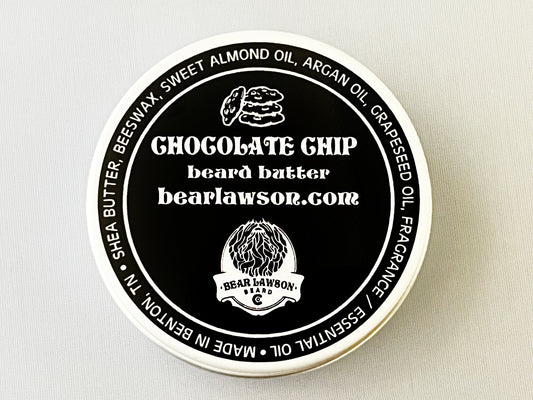 SHEA BUTTER, BEESWAX, SWEET ALMOND OIL, ARGAN OIL, GRAPESEED OIL, FRAGRANCE / ESSENTIAL OIL • MADE IN BENTON, TN •
CHOCOLATE CHIP
beard butter
bearlawson.com
·BEAR LAWSON·
BEARD
Co